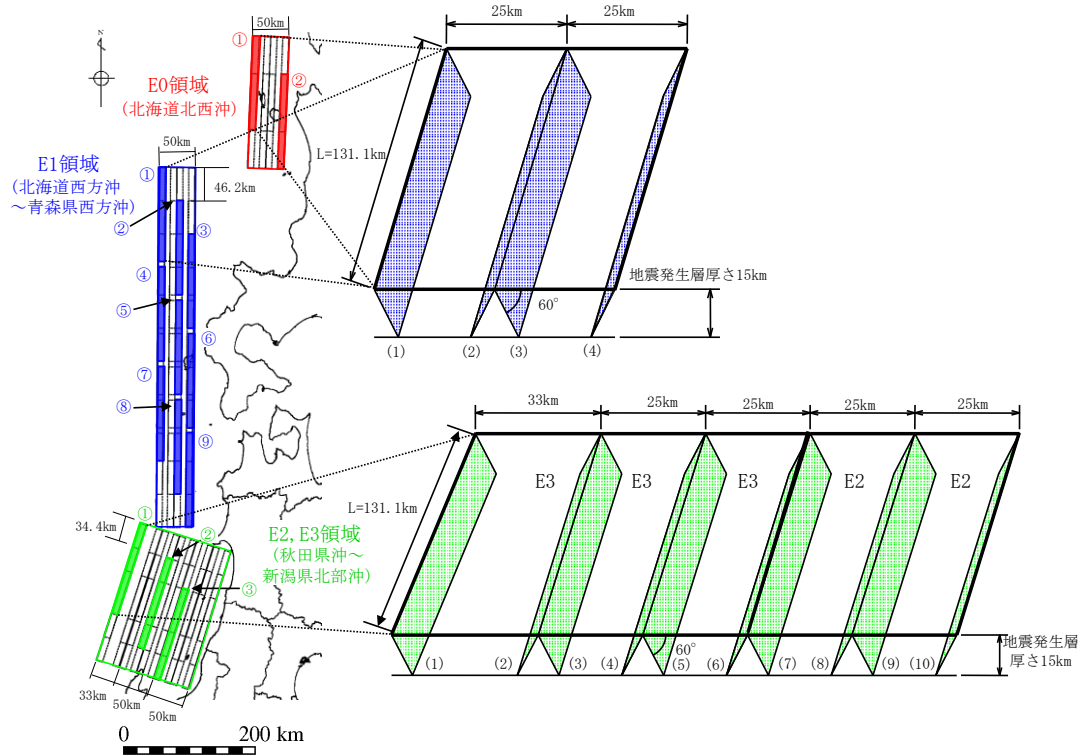 N
50km
①
②
E0領域
(北海道北西沖)
50km
E1領域
(北海道西方沖
～青森県西方沖)
①
46.2km
②
③
④
⑤
⑥
⑦
⑧
⑨
34.4km
①
②
③
E2, E3領域
(秋田県沖～
新潟県北部沖)
33km
50km
50km
0
200 km
25km
25km
L=131.1km
60°
地震発生層厚さ15km
(1)
(2)
(3)
(4)
33km
25km
25km
25km
25km
L=131.1km
E3
E3
E3
E2
E2
60°
(1)
(2)
(3)
(4)
(5)
(6)
(7)
(8)
(9)
(10)
地震発生層
厚さ15km